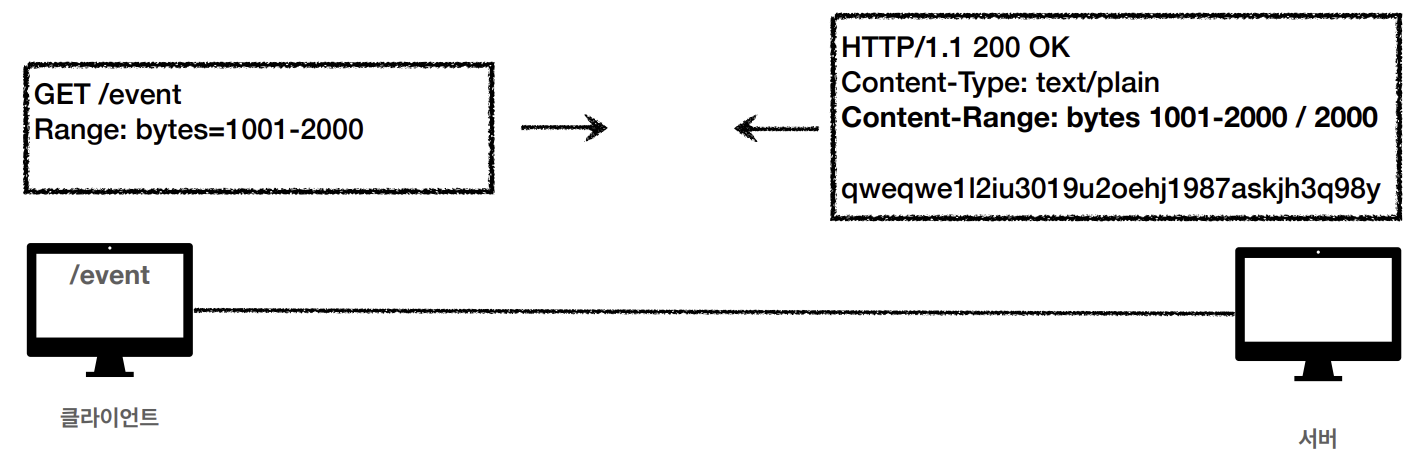 GET /event
Range: bytes=1001-2000
HTTP/1.1 200 OK
Content-Type: text/plain
Content-Range: bytes 1001-2000 / 2000
qweqwe1l2iu3019u2oehj1987askjh3q98y
/event
클라이언트
서버